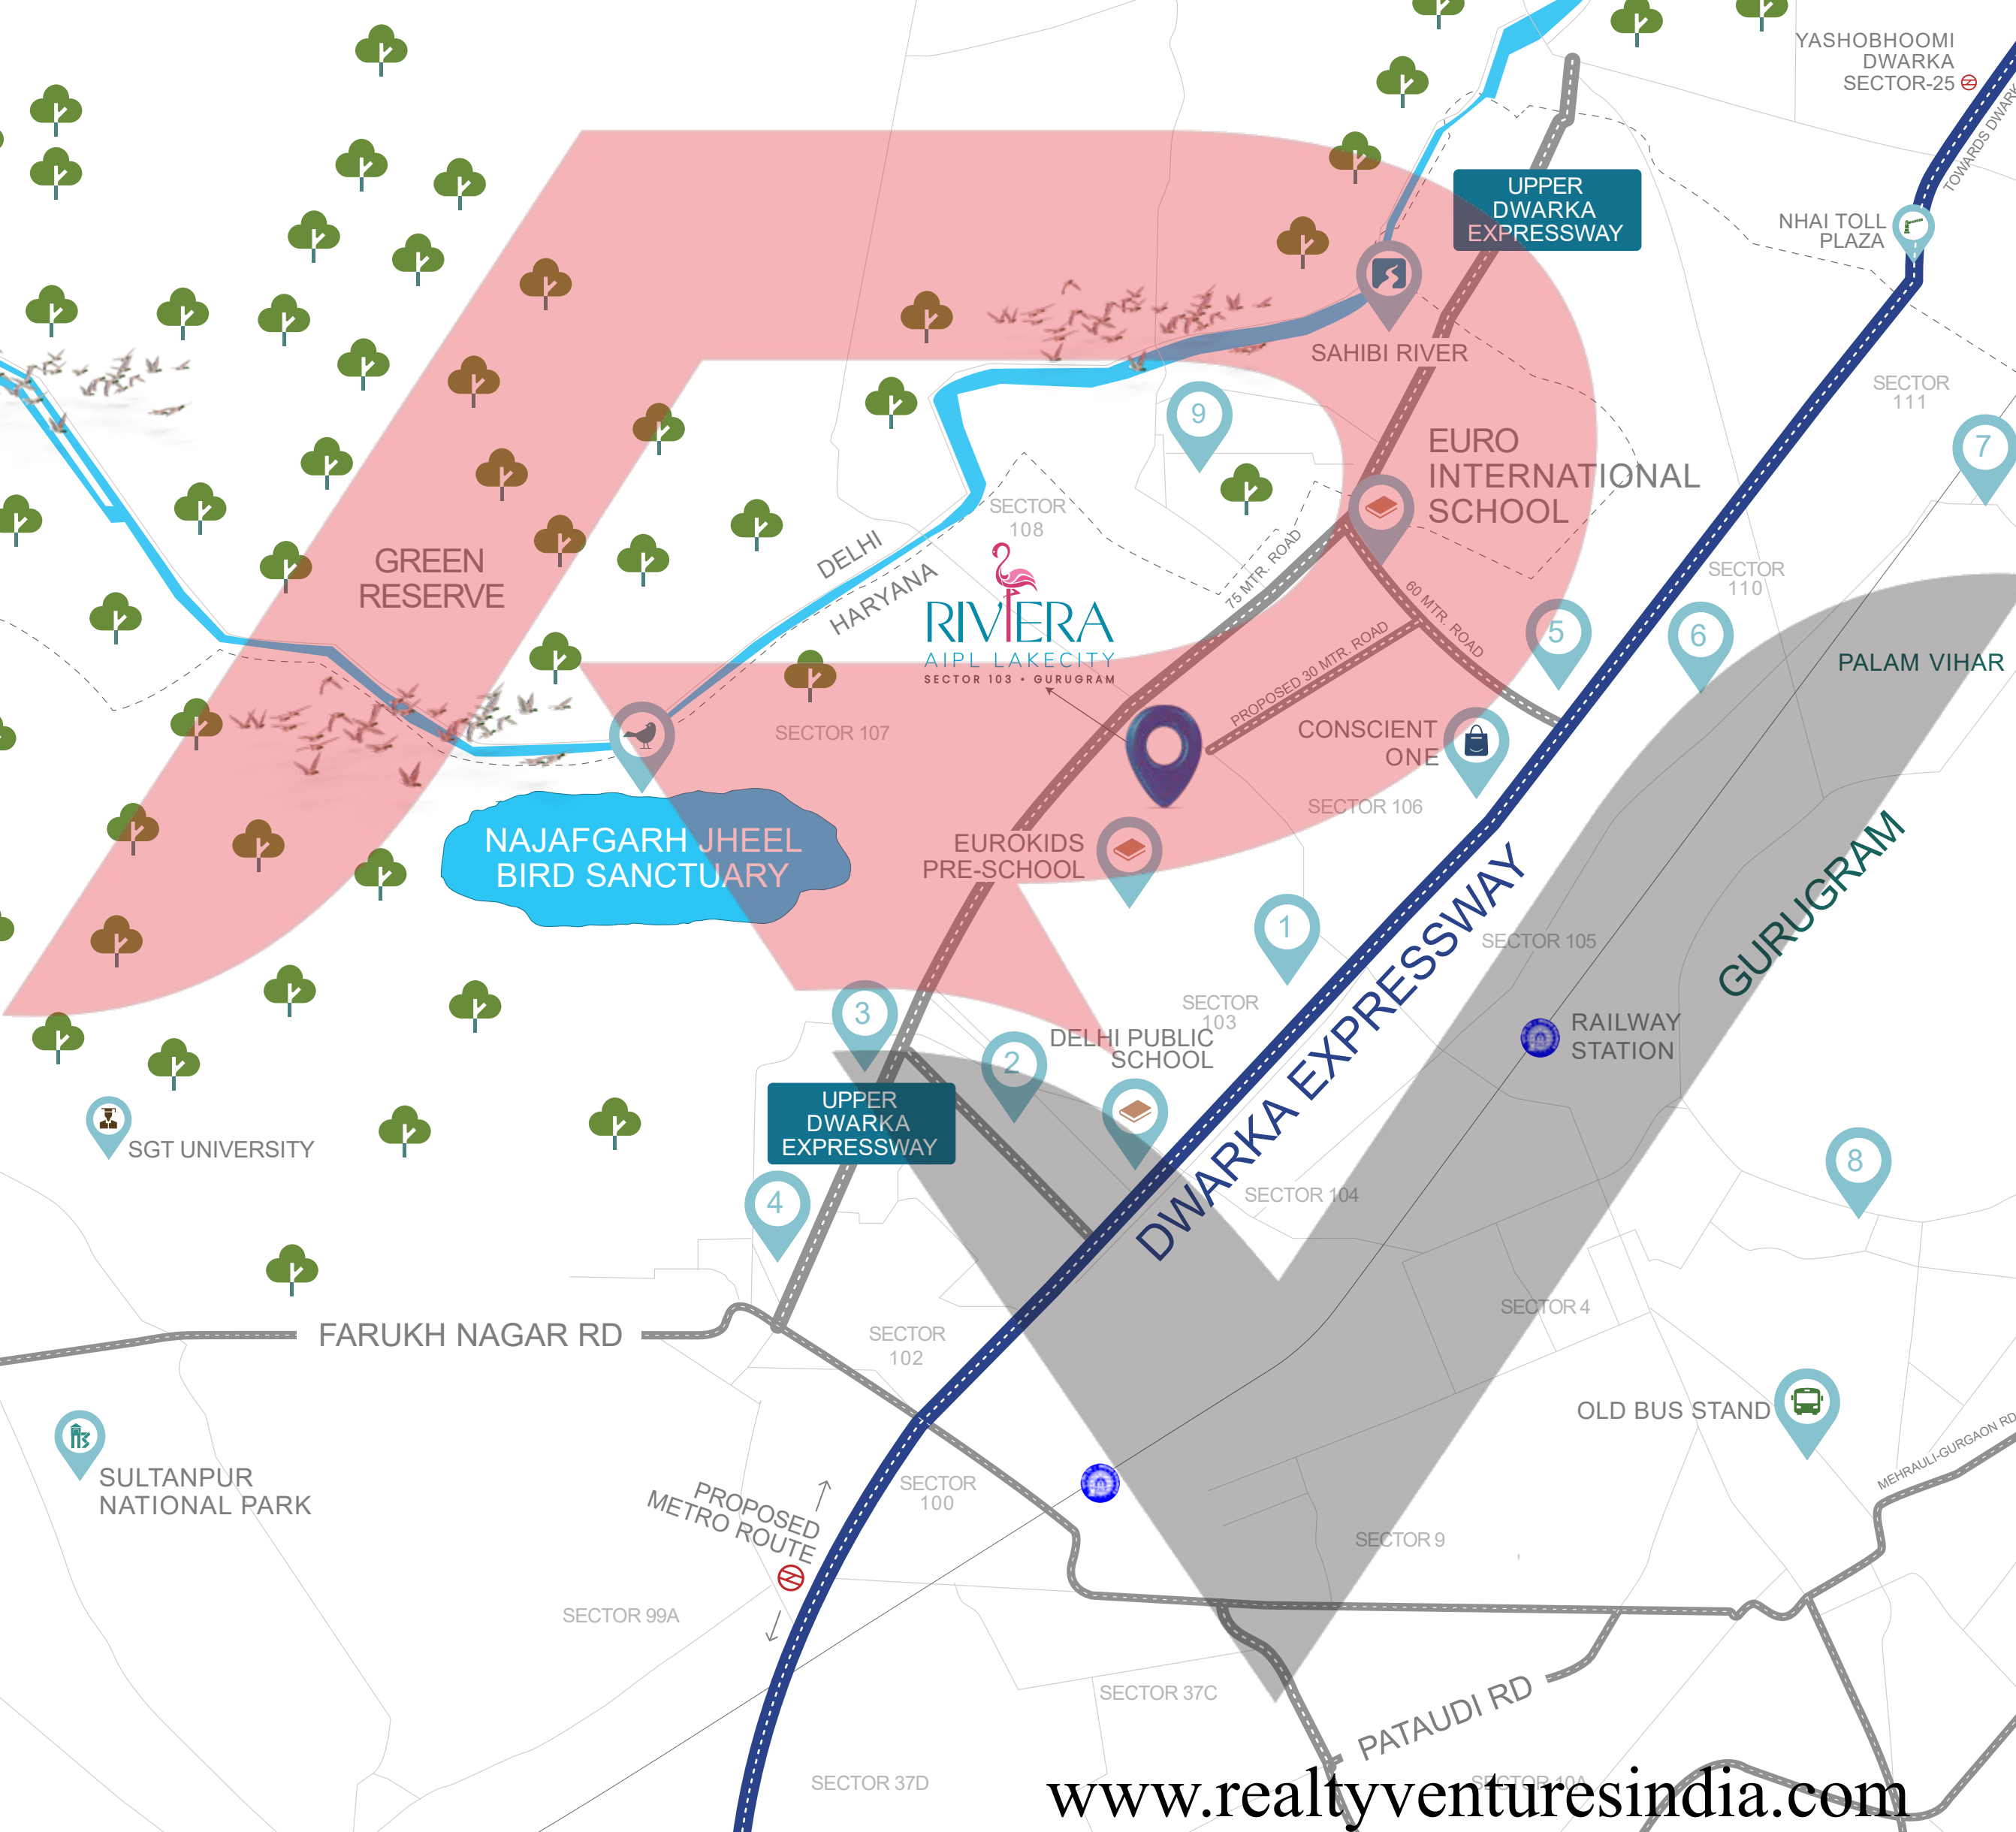 YASHOBHOOMI
DWARKA
SECTOR-25
TOWARDS DWARK
UPPER
DWARKA
EXPRESSWAY
NHAI TOLL
PLAZA
SAHIBI RIVER
SECTOR
111
9
7
EURO
INTERNATIONAL
SCHOOL
SECTOR
108
GREEN
RESERVE
DELHI
HARYANA
75 MTR. ROAD
60 MTR. ROAD
SECTOR
110
RIVIERA
AIPL LAKECITY
SECTOR 103 • GURUGRAM
PROPOSED 30 MTR. ROAD
5
6
PALAM VIHAR
SECTOR 107
CONSCIENT
ONE
SECTOR 106
NAJAFGARH JHEEL
BIRD SANCTUARY
EUROKIDS
PRE-SCHOOL
GURUGRAM
1
SECTOR 105
DWARKA EXPRESSWAY
3
2
SECTOR
103
DELHI PUBLIC
SCHOOL
RAILWAY
STATION
UPPER
DWARKA
EXPRESSWAY
SGT UNIVERSITY
8
4
SECTOR 104
FARUKH NAGAR RD
SECTOR
102
SECTOR 4
OLD BUS STAND
MEHRAULI-GURGAON RD
SULTANPUR
NATIONAL PARK
SECTOR
100
PROPOSED
METRO ROUTE
SECTOR 9
SECTOR 99A
SECTOR 37C
PATAUDI RD
SECTOR 37D
SECTOR 10A
www.realtyventuresindia.com